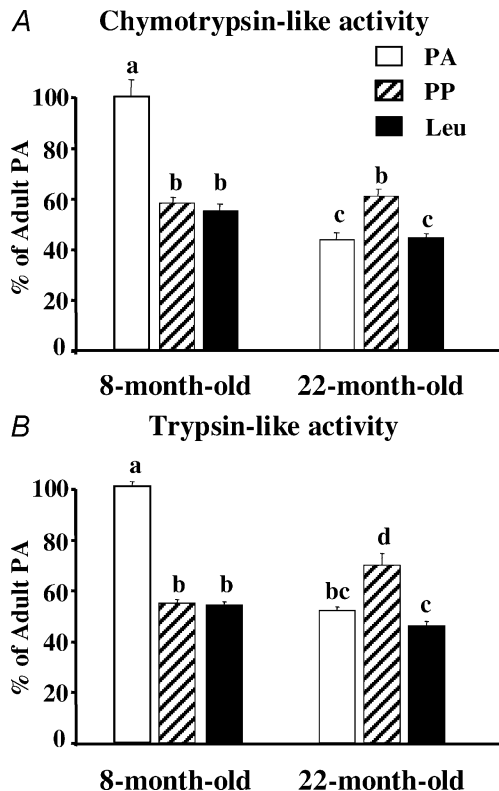 A Chymotrypsin-like activity
PA
PP
Leu
% of Adult PA
100
80
60
40
20
0
a
b
b
c
b
c
8-month-old 22-month-old
B Trypsin-like activity
% of Adult PA
100
80
60
40
20
0
a
b
b
bc
d
c
8-month-old 22-month-old